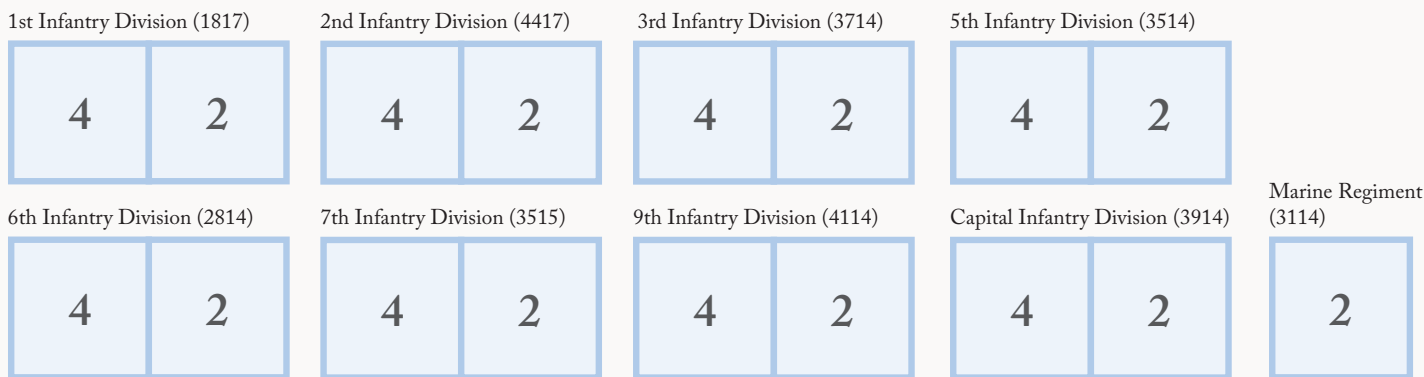 1st Infantry Division (1817)
4 2
2nd Infantry Division (4417)
4 2
3rd Infantry Division (3714)
4 2
5th Infantry Division (3514)
4 2
6th Infantry Division (2814)
4 2
7th Infantry Division (3515)
4 2
9th Infantry Division (4114)
4 2
Capital Infantry Division (3914)
4 2
Marine Regiment
(3114)
2